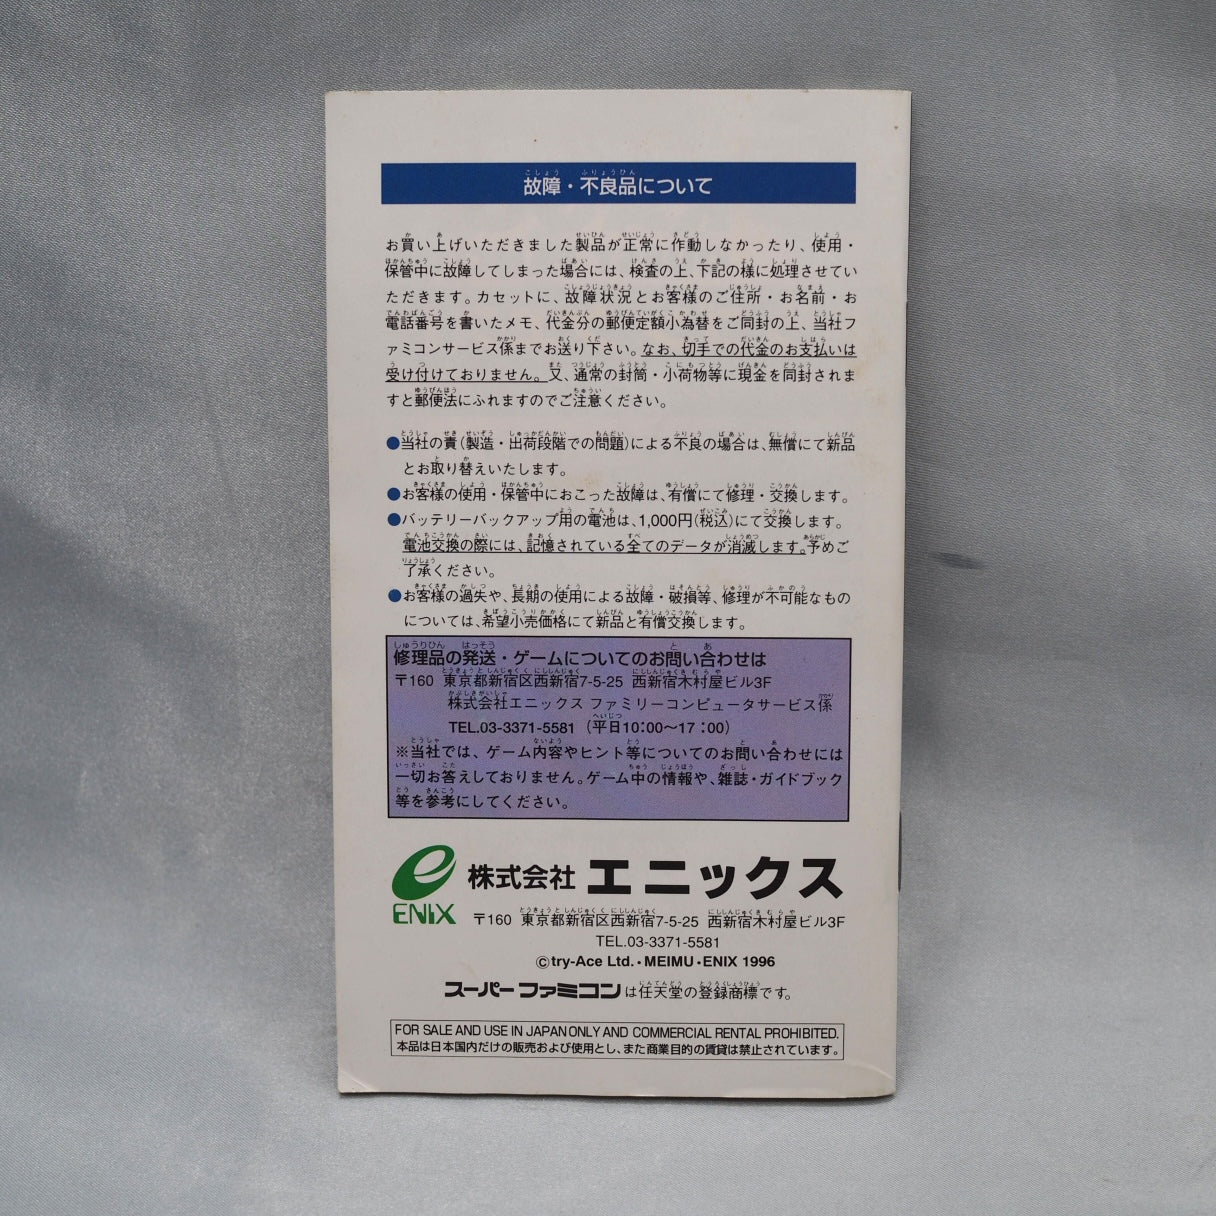 故障・不良品について
お買い上げいただきました製品が正常に作動しなかったり、使用・
保管中に故障してしまった場合には、検査の上、下記の様に処理させてい
ただきます。カセットに、故障状況とお客様のご住所・お名前・お
電話番号を書いたメモ、代金分の郵便定額小為替をご同封の上、当社フ
ァミコンサービス係までお送り下さい。なお、切手での代金のお支払いは
受け付けておりません。又、通常の封筒・小荷物等に現金を同封されま
すと郵便法にふれますのでご注意ください。
●当社の責(製造・出荷段階での問題)による不良の場合は、無償にて新品
とお取り替えいたします。
●お客様の使用・保管中におこった故障は、有償にて修理・交換します。
●バッテリーバックアップ用の電池は、1,000円(税込)にて交換します。
電池交換の際には、記憶されている全てのデータが消滅します。予めご
了承ください。
●お客様の過失や、長期の使用による故障・破損等、修理が不可能なもの
については、希望小売価格にて新品と有償交換します。
修理品の発送・ゲームについてのお問い合わせは
〒160 東京都新宿区西新宿7-5-25 西新宿木村屋ビル3F
株式会社エニックス ファミリーコンピュータサービス係
TEL.03-3371-5581 (平日10:00〜17:00)
※当社では、ゲーム内容やヒント等についてのお問い合わせには
一切お答えしておりません。ゲーム中の情報や、雑誌・ガイドブック
等を参考にしてください。
ENIX 株式会社 エニックス
〒160 東京都新宿区西新宿7-5-25 西新宿木村屋ビル3F
TEL.03-3371-5581
©try-Ace Ltd.・MEIMU・ENIX 1996
スーパーファミコンは任天堂の登録商標です。
FOR SALE AND USE IN JAPAN ONLY AND COMMERCIAL RENTAL PROHIBITED.
本品は日本国内だけの販売および使用とし、また商業目的の賃貸は禁止されています。